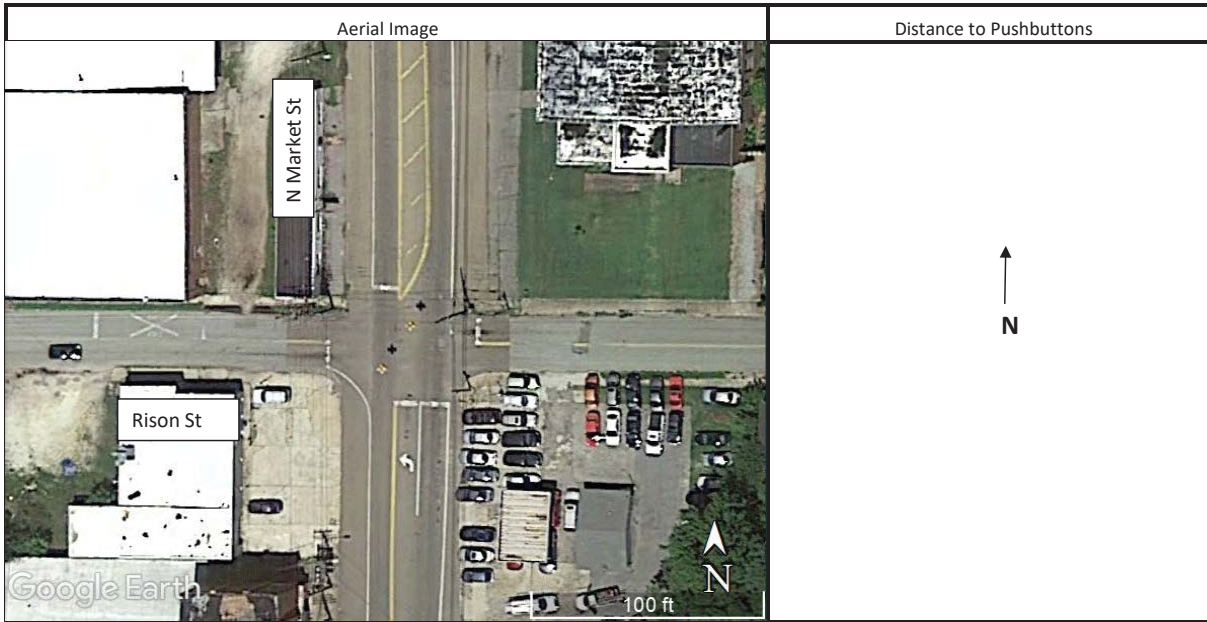 Aerial Image
Distance to Pushbuttons
N Market St
Rison St
N
Google Earth
100 ft
N